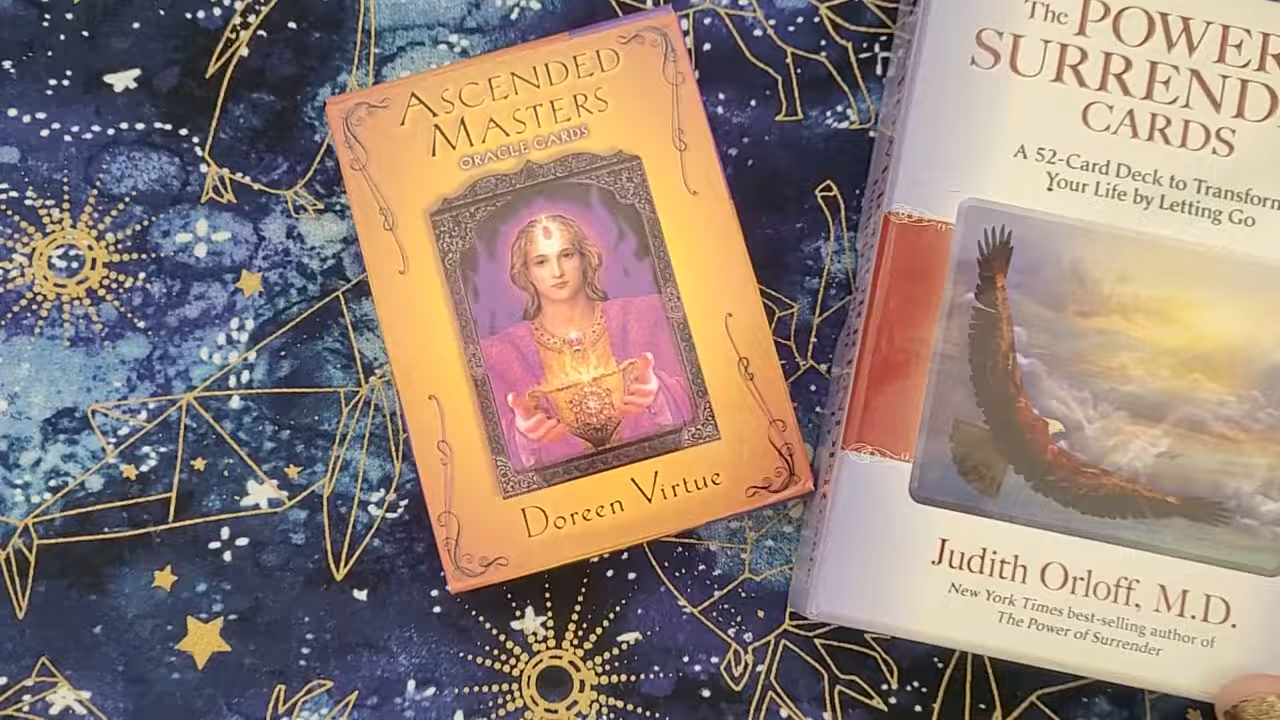 ASCENDED
MASTERS
ORACLE CARDS
Doreen Virtue
The POWER
SURREND
CARDS
A 52-Card Deck to Transform
Your Life by Letting Go
Judith Orloff, M.D.
New York Times best-selling author of
The Power of Surrender